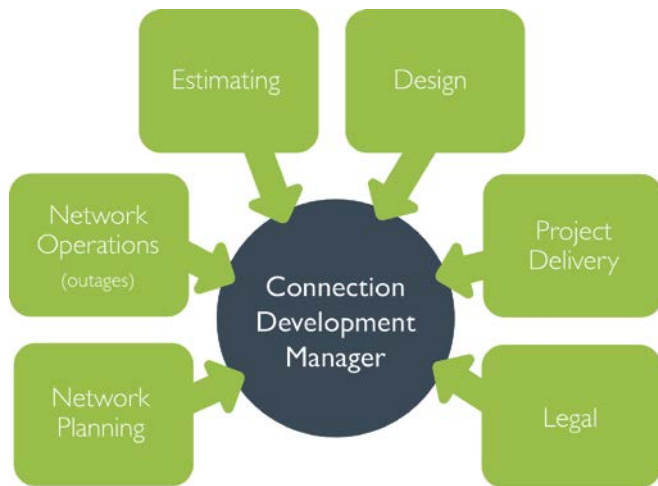 Estimating
Design
Network
Operations
(outages)
Project
Delivery
Connection
Development
Manager
Network
Planning
Legal